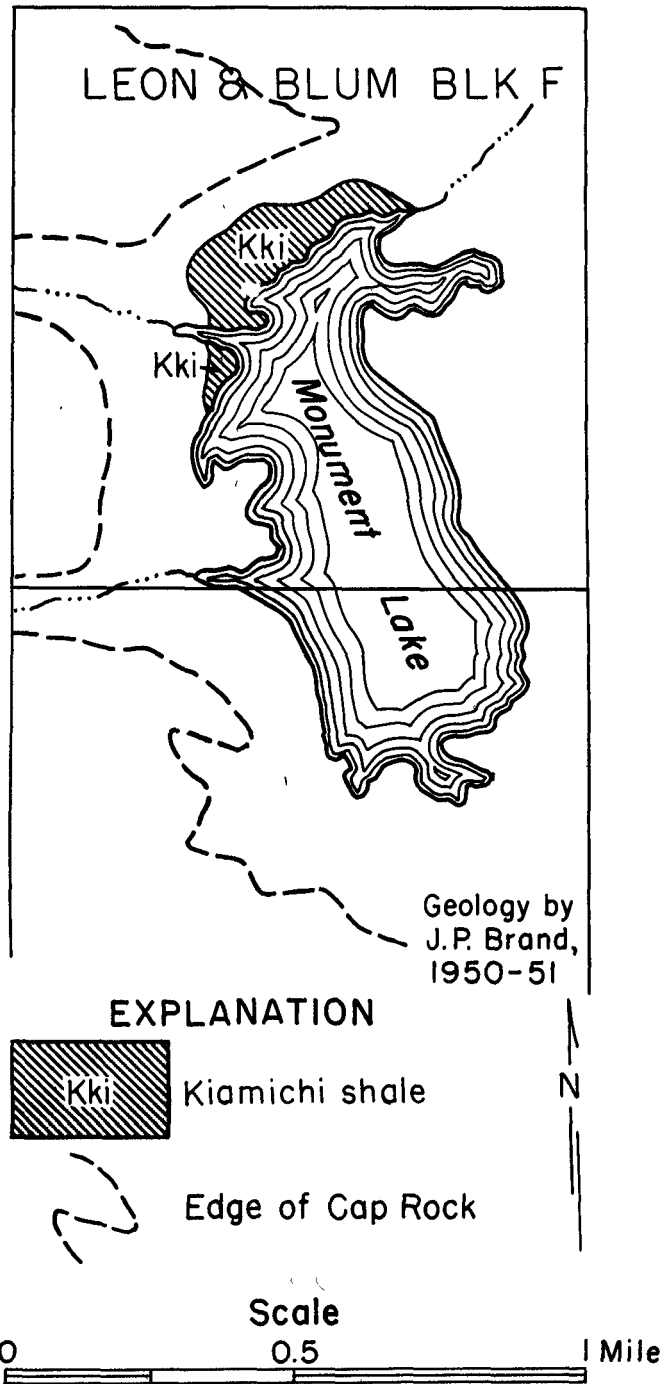 LEON & BLUM BLK F
Kki
Kki
Monument
Lake
Geology by
J.P. Brand,
1950-51
EXPLANATION
Kki Kiamichi shale
N
Edge of Cap Rock
Scale
0 0.5 1 Mile